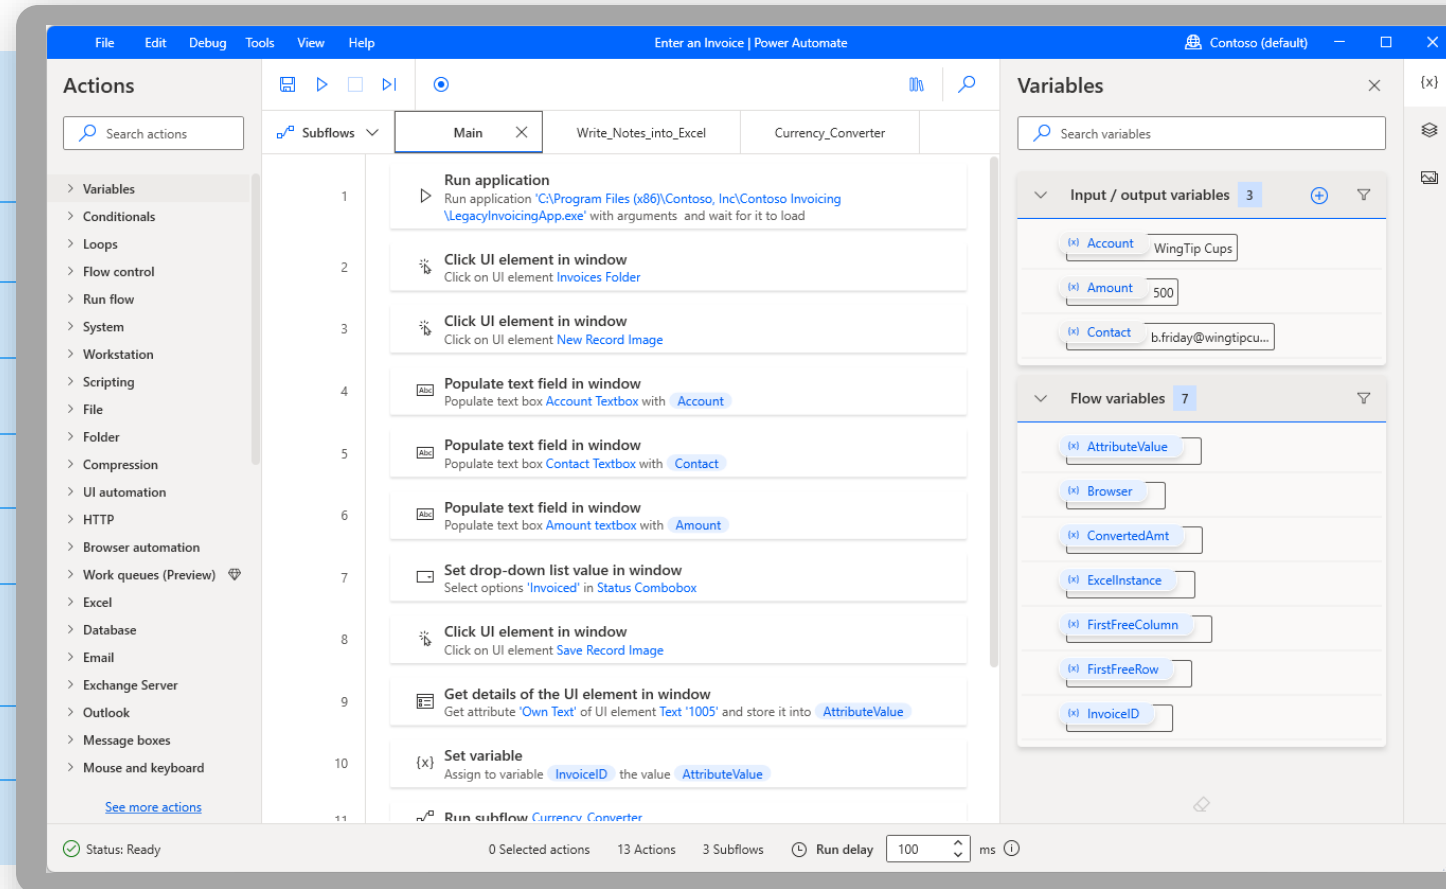 File Edit Debug Tools View Help
Enter an Invoice | Power Automate
Contoso (default)
Actions
Search actions
Variables
Conditionals
Loops
Flow control
Run flow
System
Workstation
Scripting
File
Folder
Compression
UI automation
HTTP
Browser automation
Work queues (Preview)
Excel
Database
Email
Exchange Server
Outlook
Message boxes
Mouse and keyboard
See more actions
Subflows
Main
Write_Notes_into_Excel
Currency_Converter
1
Run application
Run application 'C:\Program Files (x86)\Contoso, Inc\Contoso Invoicing
\LegacyInvoicingApp.exe' with arguments and wait for it to load
2
Click UI element in window
Click on UI element Invoices Folder
3
Click UI element in window
Click on UI element New Record Image
4
Abc
Populate text field in window
Populate text box Account Textbox with Account
5
Abc
Populate text field in window
Populate text box Contact Textbox with Contact
6
Abc
Populate text field in window
Populate text box Amount textbox with Amount
7
Set drop-down list value in window
Select options 'Invoiced' in Status Combobox
8
Click UI element in window
Click on UI element Save Record Image
9
Get details of the UI element in window
Get attribute 'Own Text' of UI element Text '1005' and store it into AttributeValue
10
{x}
Set variable
Assign to variable InvoiceID the value AttributeValue
11
Run subflow Currency_Converter
Variables
{x}
Search variables
Input / output variables 3
(x) Account WingTip Cups
(x) Amount 500
(x) Contact b.friday@wingtipcu...
Flow variables 7
(x) AttributeValue
(x) Browser
(x) ConvertedAmt
(x) ExcelInstance
(x) FirstFreeColumn
(x) FirstFreeRow
(x) InvoiceID
Status: Ready
0 Selected actions
13 Actions
3 Subflows
Run delay 100 ms